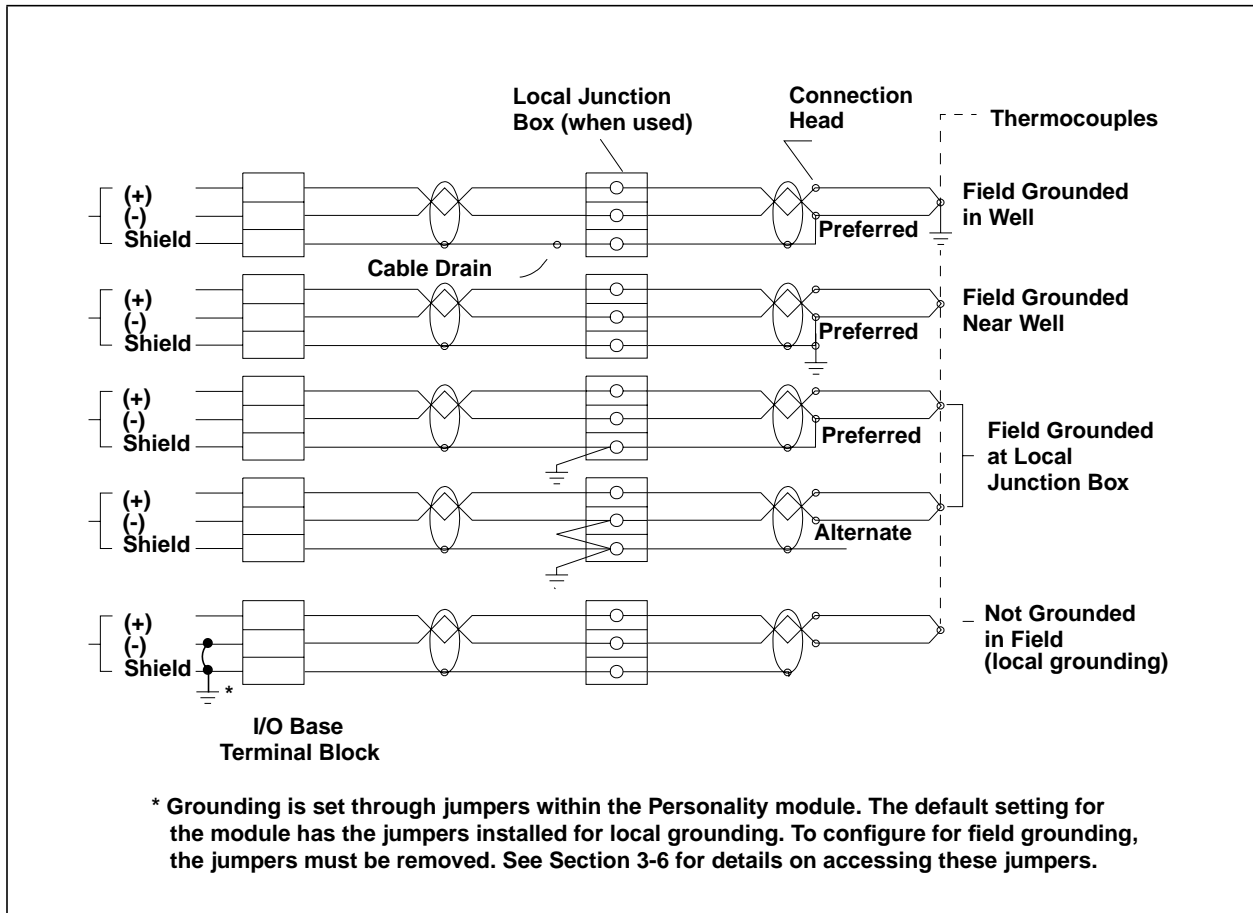 Local Junction
Box (when used)
Connection
Head
Thermocouples
(+)
(-)
Shield
Preferred
Field Grounded
in Well
Cable Drain
(+)
(-)
Shield
Preferred
Field Grounded
Near Well
(+)
(-)
Shield
Preferred
Field Grounded
at Local
Junction Box
(+)
(-)
Shield
Alternate
(+)
(-)
Shield
*
Not Grounded
in Field
(local grounding)
I/O Base
Terminal Block
* Grounding is set through jumpers within the Personality module. The default setting for
the module has the jumpers installed for local grounding. To configure for field grounding,
the jumpers must be removed. See Section 3-6 for details on accessing these jumpers.